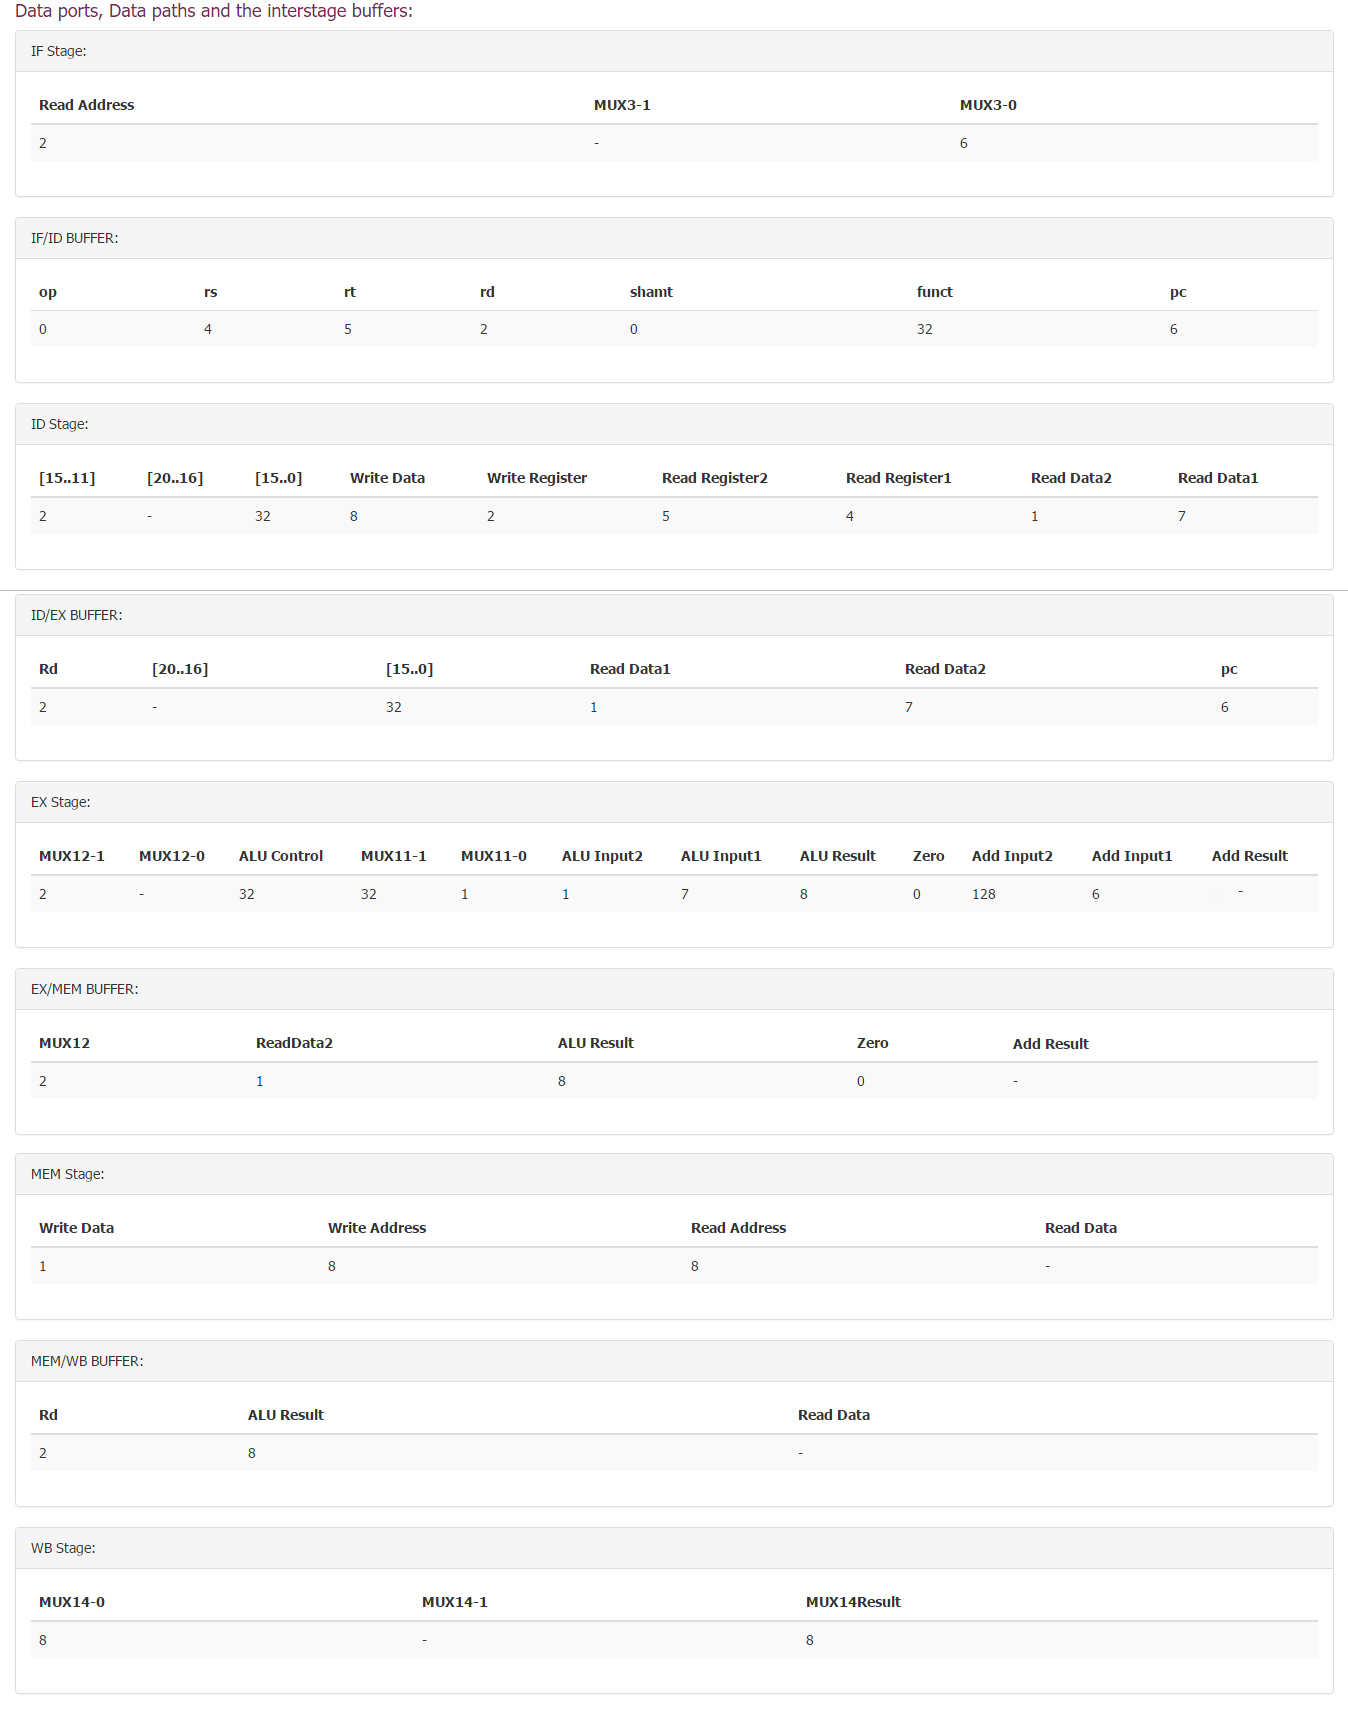 Data ports, Data paths and the interstage buffers:
IF Stage:
Read Address MUX3-1 MUX3-0
2 - 6
IF/ID BUFFER:
op rs rt rd shamt funct pc
0 4 5 2 0 32 6
ID Stage:
[15..11] [20..16] [15..0] Write Data Write Register Read Register2 Read Register1 Read Data2 Read Data1
2 - 32 8 2 5 4 1 7
ID/EX BUFFER:
Rd [20..16] [15..0] Read Data1 Read Data2 pc
2 - 32 1 7 6
EX Stage:
MUX12-1 MUX12-0 ALU Control MUX11-1 MUX11-0 ALU Input2 ALU Input1 ALU Result Zero Add Input2 Add Input1 Add Result
2 - 32 32 1 1 7 8 0 128 6 -
EX/MEM BUFFER:
MUX12 ReadData2 ALU Result Zero Add Result
2 1 8 0 -
MEM Stage:
Write Data Write Address Read Address Read Data
1 8 8 -
MEM/WB BUFFER:
Rd ALU Result Read Data
2 8 -
WB Stage:
MUX14-0 MUX14-1 MUX14Result
8 - 8